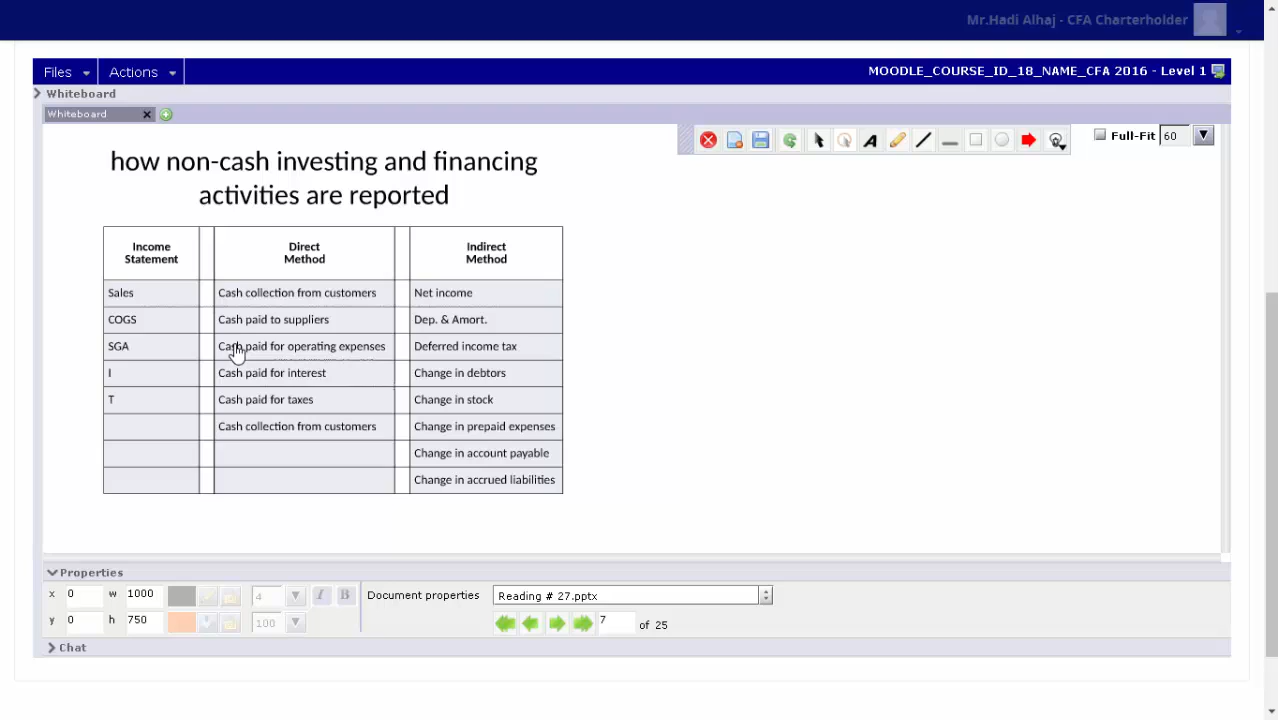 Mr.Hadi Alhaj - CFA Charterholder
Files Actions MOODLE_COURSE_ID_18_NAME_CFA 2016 - Level 1
Whiteboard
Whiteboard
Full-Fit 60
how non-cash investing and financing
activities are reported
Income Statement Direct Method Indirect Method
Sales Cash collection from customers Net income
COGS Cash paid to suppliers Dep. & Amort.
SGA Cash paid for operating expenses Deferred income tax
I Cash paid for interest Change in debtors
T Cash paid for taxes Change in stock
Cash collection from customers Change in prepaid expenses
Change in account payable
Change in accrued liabilities
Properties
x 0 w 1000 4 I B Document properties Reading # 27.pptx
y 0 h 750 100 7 of 25
Chat